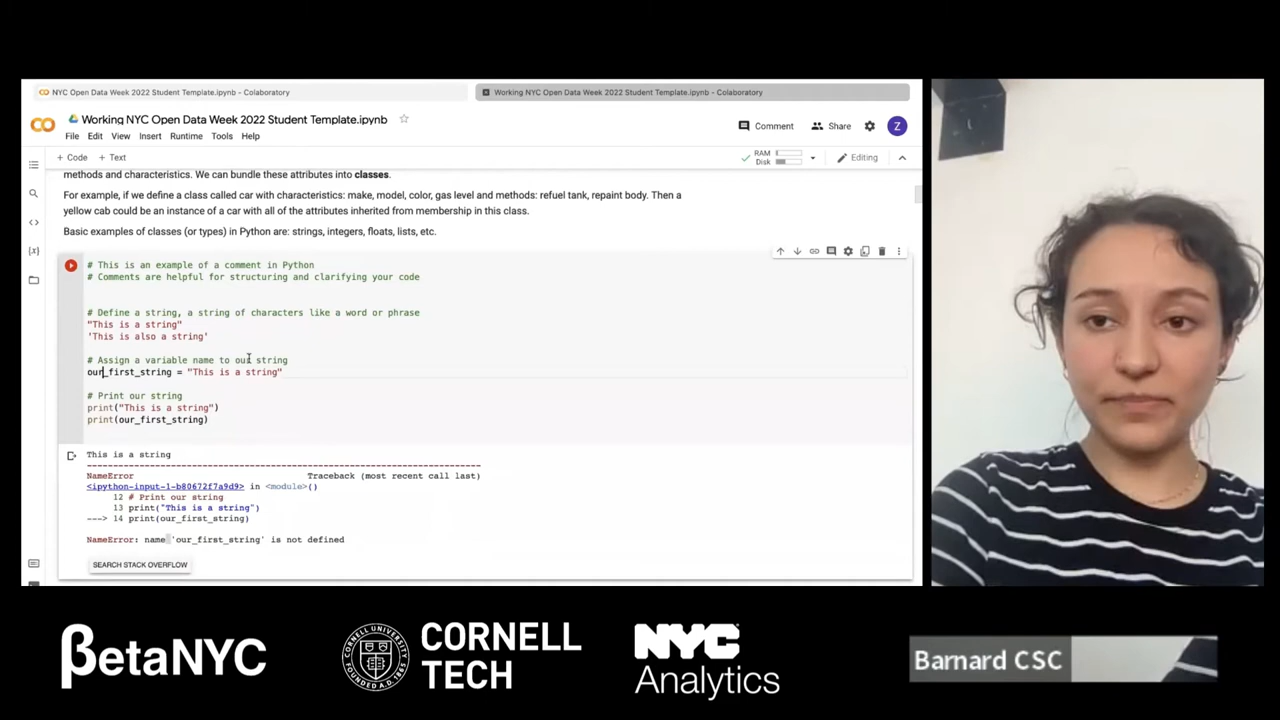 NYC Open Data Week 2022 Student Template.ipynb - Colaboratory
Working NYC Open Data Week 2022 Student Template.ipynb - Colaboratory
Working NYC Open Data Week 2022 Student Template.ipynb
Comment
Share
Z
File Edit View Insert Runtime Tools Help
+ Code + Text
RAM
Disk
Editing
methods and characteristics. We can bundle these attributes into classes.
For example, if we define a class called car with characteristics: make, model, color, gas level and methods: refuel tank, repaint body. Then a
yellow cab could be an instance of a car with all of the attributes inherited from membership in this class.
Basic examples of classes (or types) in Python are: strings, integers, floats, lists, etc.
# This is an example of a comment in Python
# Comments are helpful for structuring and clarifying your code
# Define a string, a string of characters like a word or phrase
"This is a string"
'This is also a string'
# Assign a variable name to our string
our_first_string = "This is a string"
# Print our string
print("This is a string")
print(our_first_string)
This is a string
---------------------------------------------------------------------------
NameError Traceback (most recent call last)
<ipython-input-1-b80672f7a9d9> in <module>()
12 # Print our string
13 print("This is a string")
---> 14 print(our_first_string)
NameError: name 'our_first_string' is not defined
SEARCH STACK OVERFLOW
βetaNYC
CORNELL
TECH
NYC
Analytics
Barnard CSC